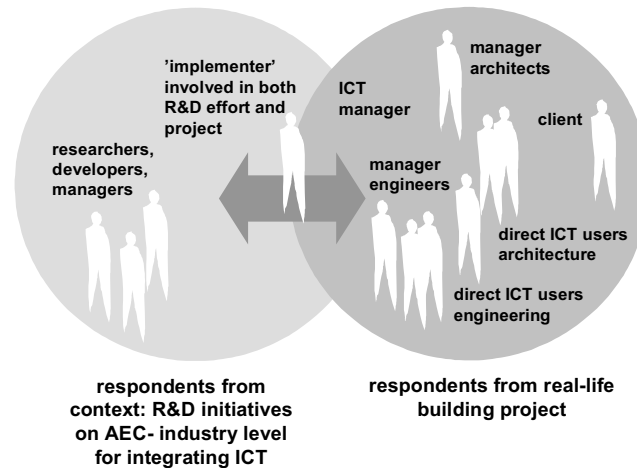 'implementer'
involved in both
R&D effort and
project
researchers,
developers,
managers
ICT
manager
manager
architects
client
manager
engineers
direct ICT users
architecture
direct ICT users
engineering
respondents from
context: R&D initiatives
on AEC- industry level
for integrating ICT
respondents from real-life
building project